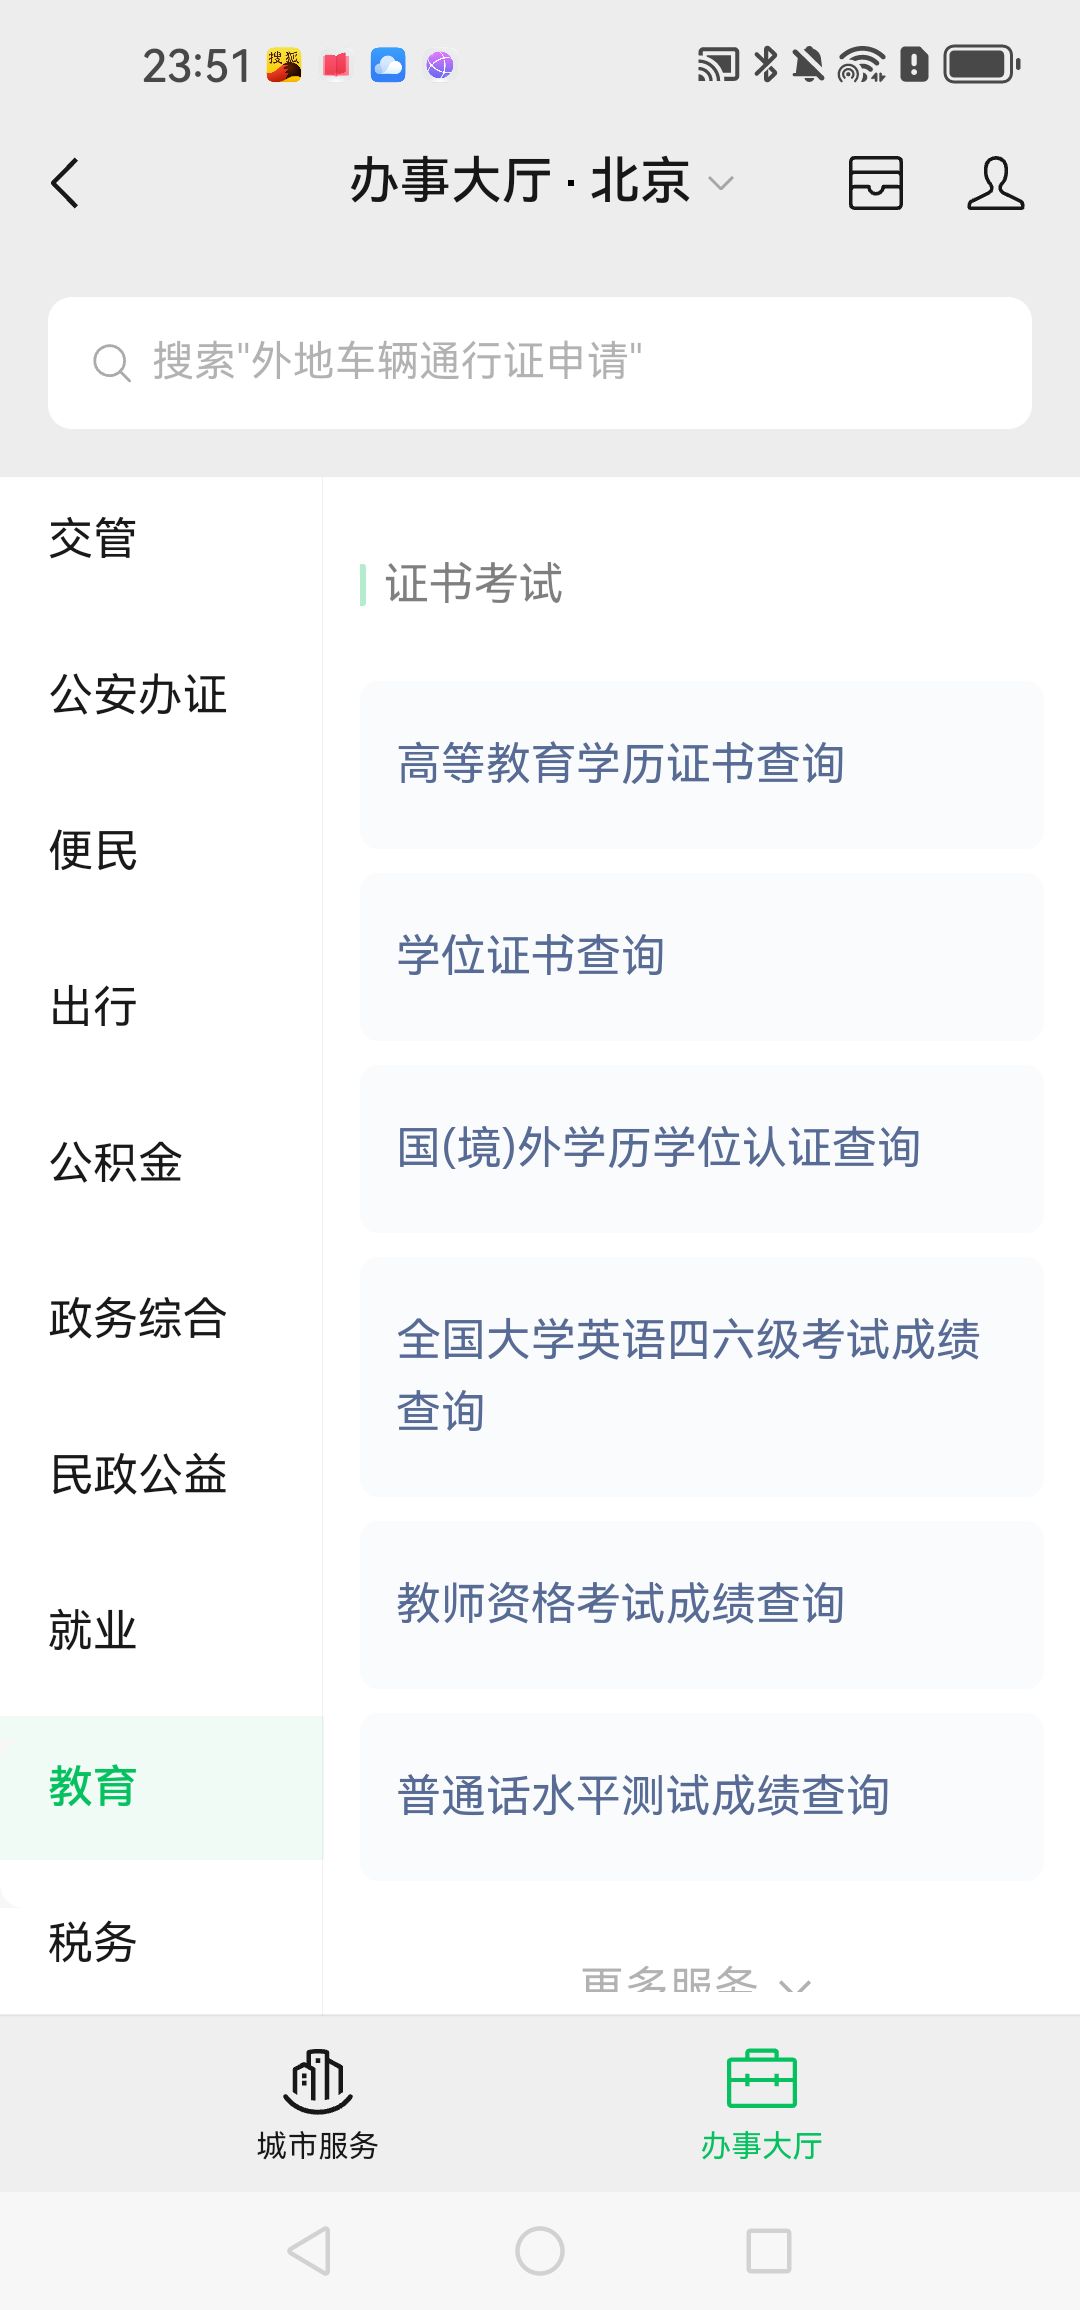 23:51
搜狐
办事大厅 · 北京
搜索"外地车辆通行证申请"
交管
公安办证
便民
出行
公积金
政务综合
民政公益
就业
教育
税务
证书考试
高等教育学历证书查询
学位证书查询
国(境)外学历学位认证查询
全国大学英语四六级考试成绩
查询
教师资格考试成绩查询
普通话水平测试成绩查询
更多服务
城市服务
办事大厅